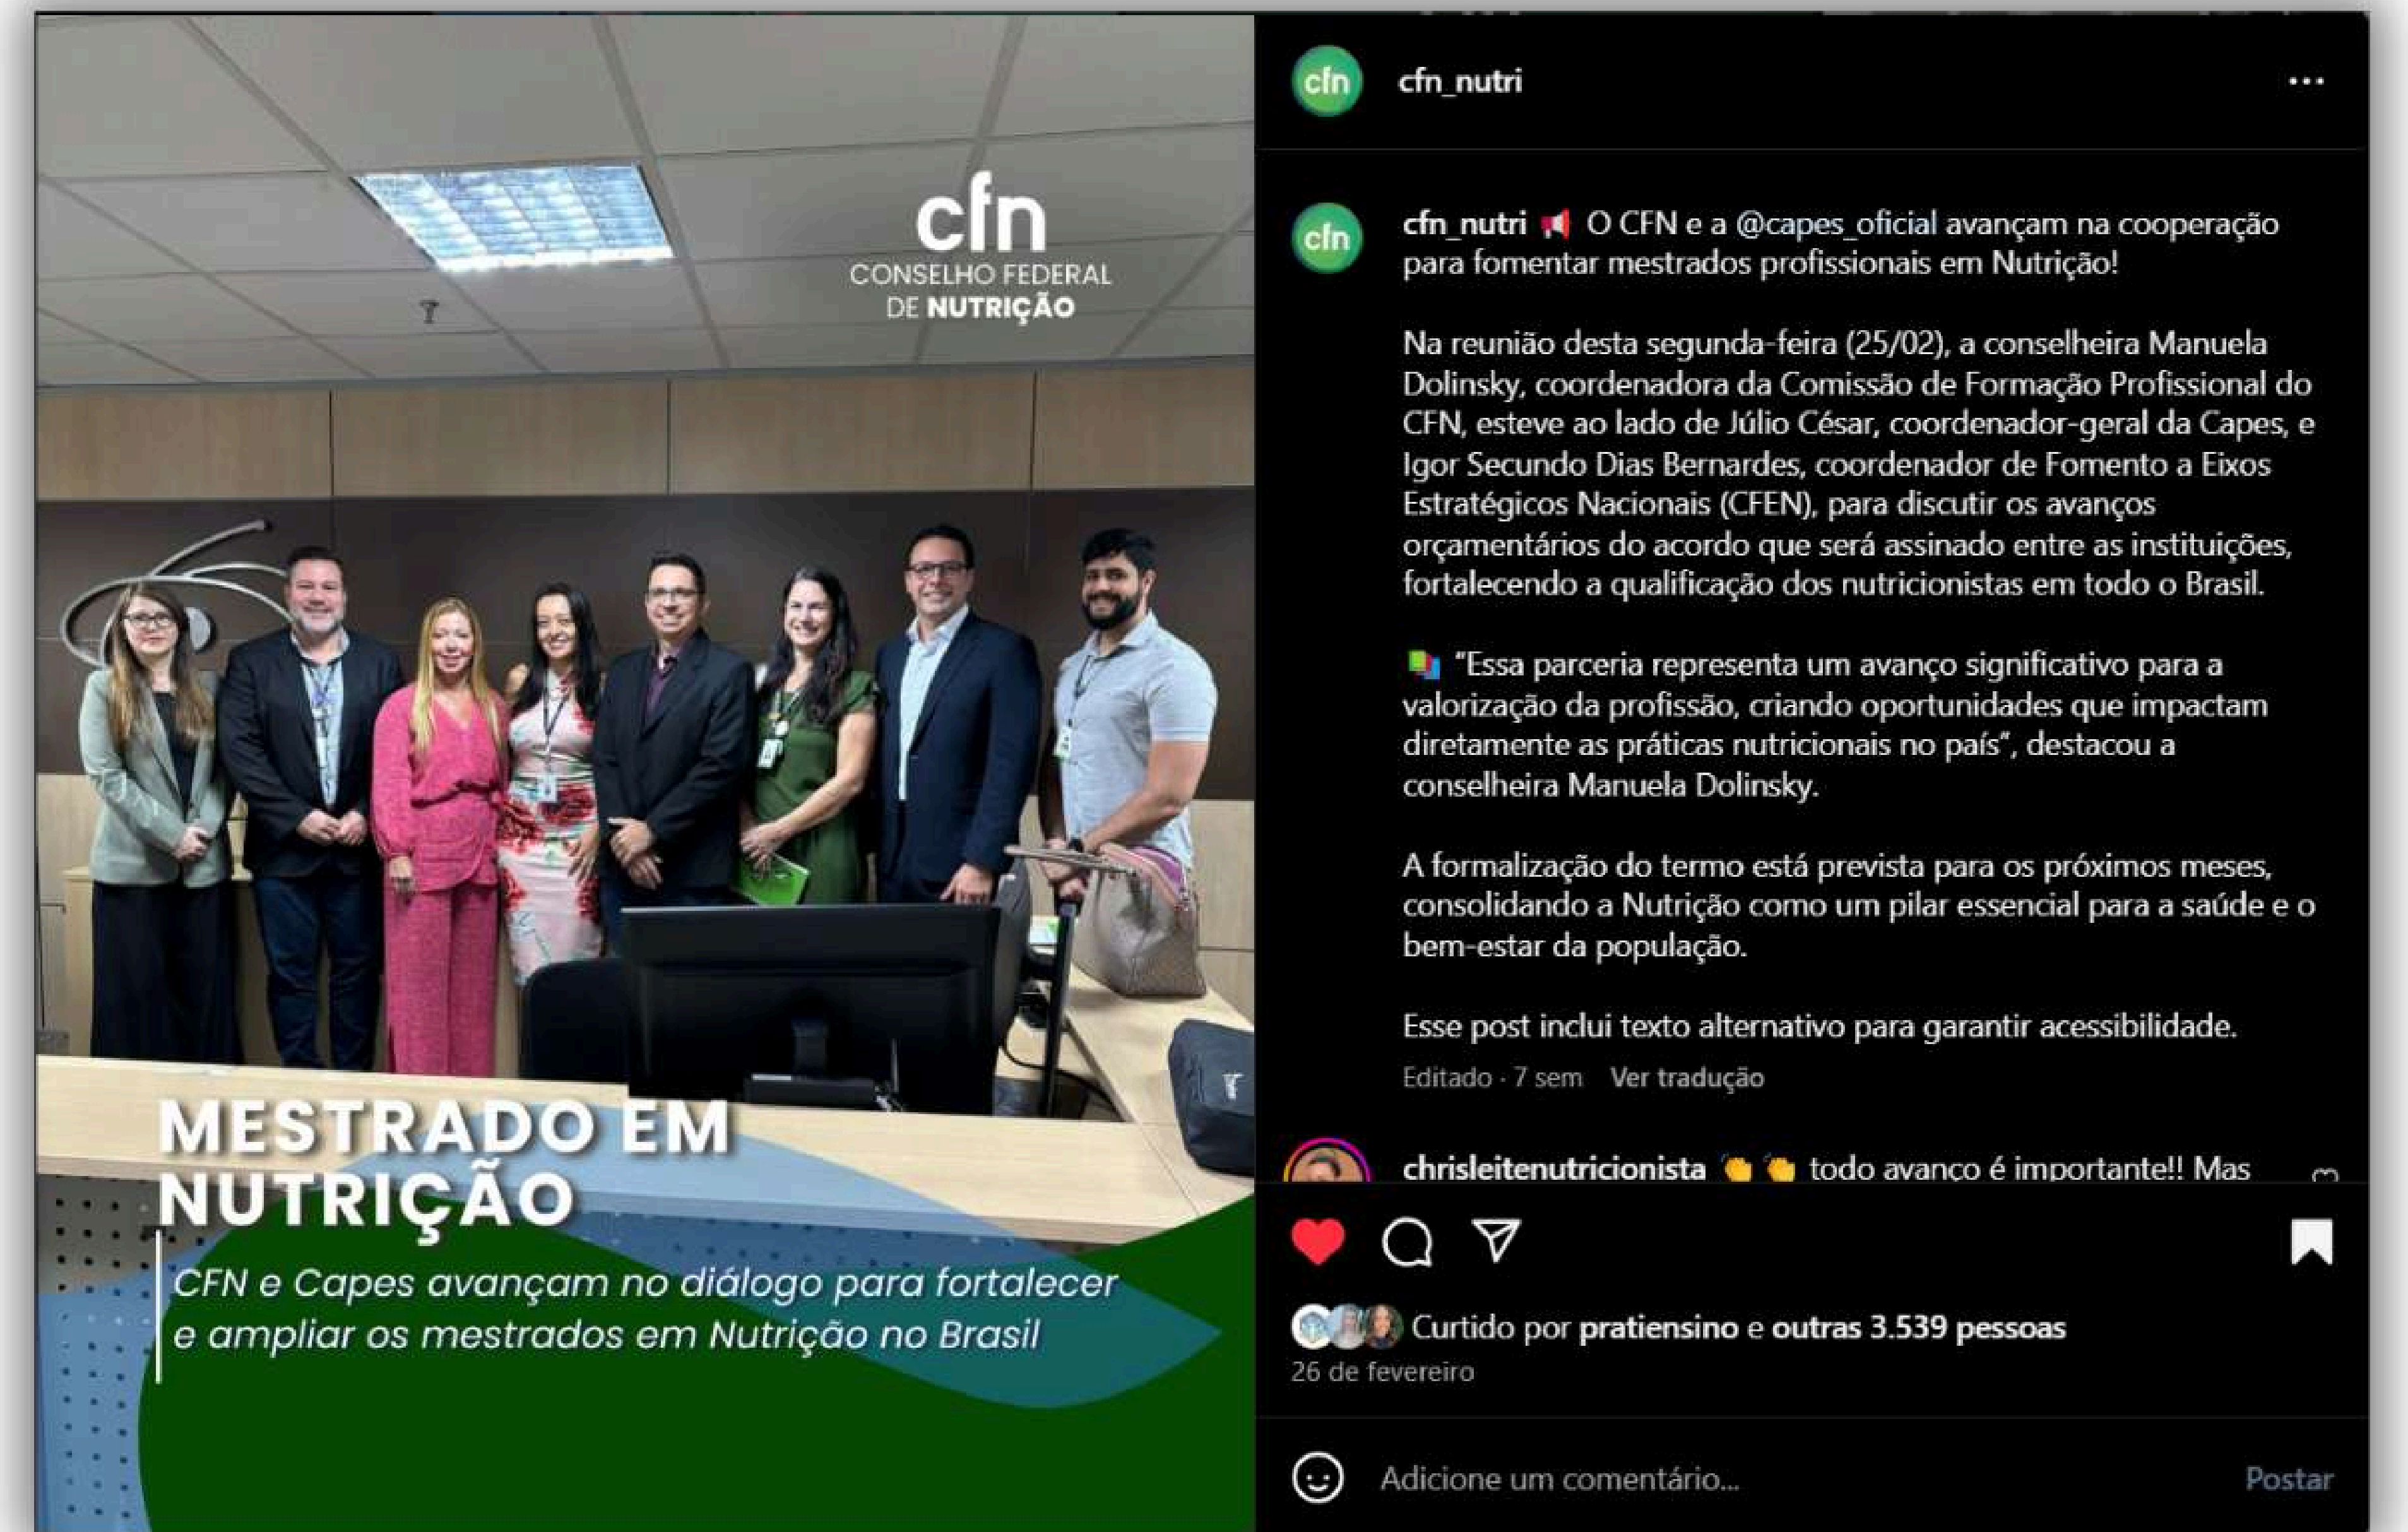 cfn
CONSELHO FEDERAL
DE NUTRIÇÃO
MESTRADO EM
NUTRIÇÃO
CFN e Capes avançam no diálogo para fortalecer
e ampliar os mestrados em Nutrição no Brasil
cfn
cfn_nutri
cfn
cfn_nutri 📢 O CFN e a @capes_oficial avançam na cooperação
para fomentar mestrados profissionais em Nutrição!
Na reunião desta segunda-feira (25/02), a conselheira Manuela
Dolinsky, coordenadora da Comissão de Formação Profissional do
CFN, esteve ao lado de Júlio César, coordenador-geral da Capes, e
Igor Secundo Dias Bernardes, coordenador de Fomento a Eixos
Estratégicos Nacionais (CFEN), para discutir os avanços
orçamentários do acordo que será assinado entre as instituições,
fortalecendo a qualificação dos nutricionistas em todo o Brasil.
📚 “Essa parceria representa um avanço significativo para a
valorização da profissão, criando oportunidades que impactam
diretamente as práticas nutricionais no país”, destacou a
conselheira Manuela Dolinsky.
A formalização do termo está prevista para os próximos meses,
consolidando a Nutrição como um pilar essencial para a saúde e o
bem-estar da população.
Esse post inclui texto alternativo para garantir acessibilidade.
Editado · 7 sem Ver tradução
chrisleitenutricionista 👏 👏 todo avanço é importante!! Mas
Curtido por pratiensino e outras 3.539 pessoas
26 de fevereiro
Adicione um comentário...
Postar